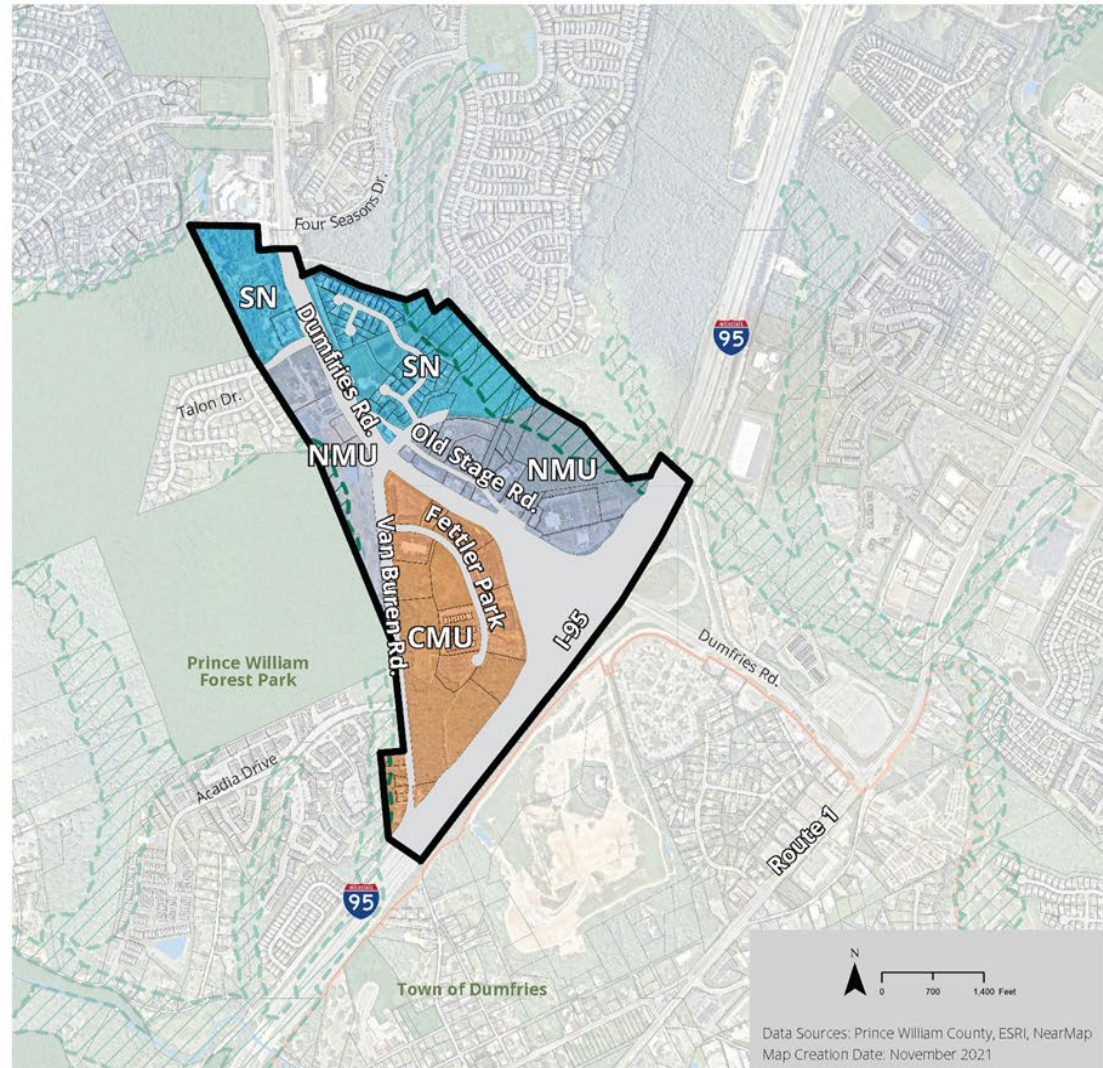 Four Seasons Dr.
SN
INTERSTATE
95
Dumfries Rd.
SN
Talon Dr.
NMU
Old Stage Rd.
NMU
Fettler Park
Van Buren Rd.
CMU
I-95
Dumfries Rd.
Prince William
Forest Park
Acadia Drive
Route 1
INTERSTATE
95
Town of Dumfries
N
0 700 1,400 Feet
Data Sources: Prince William County, ESRI, NearMap
Map Creation Date: November 2021